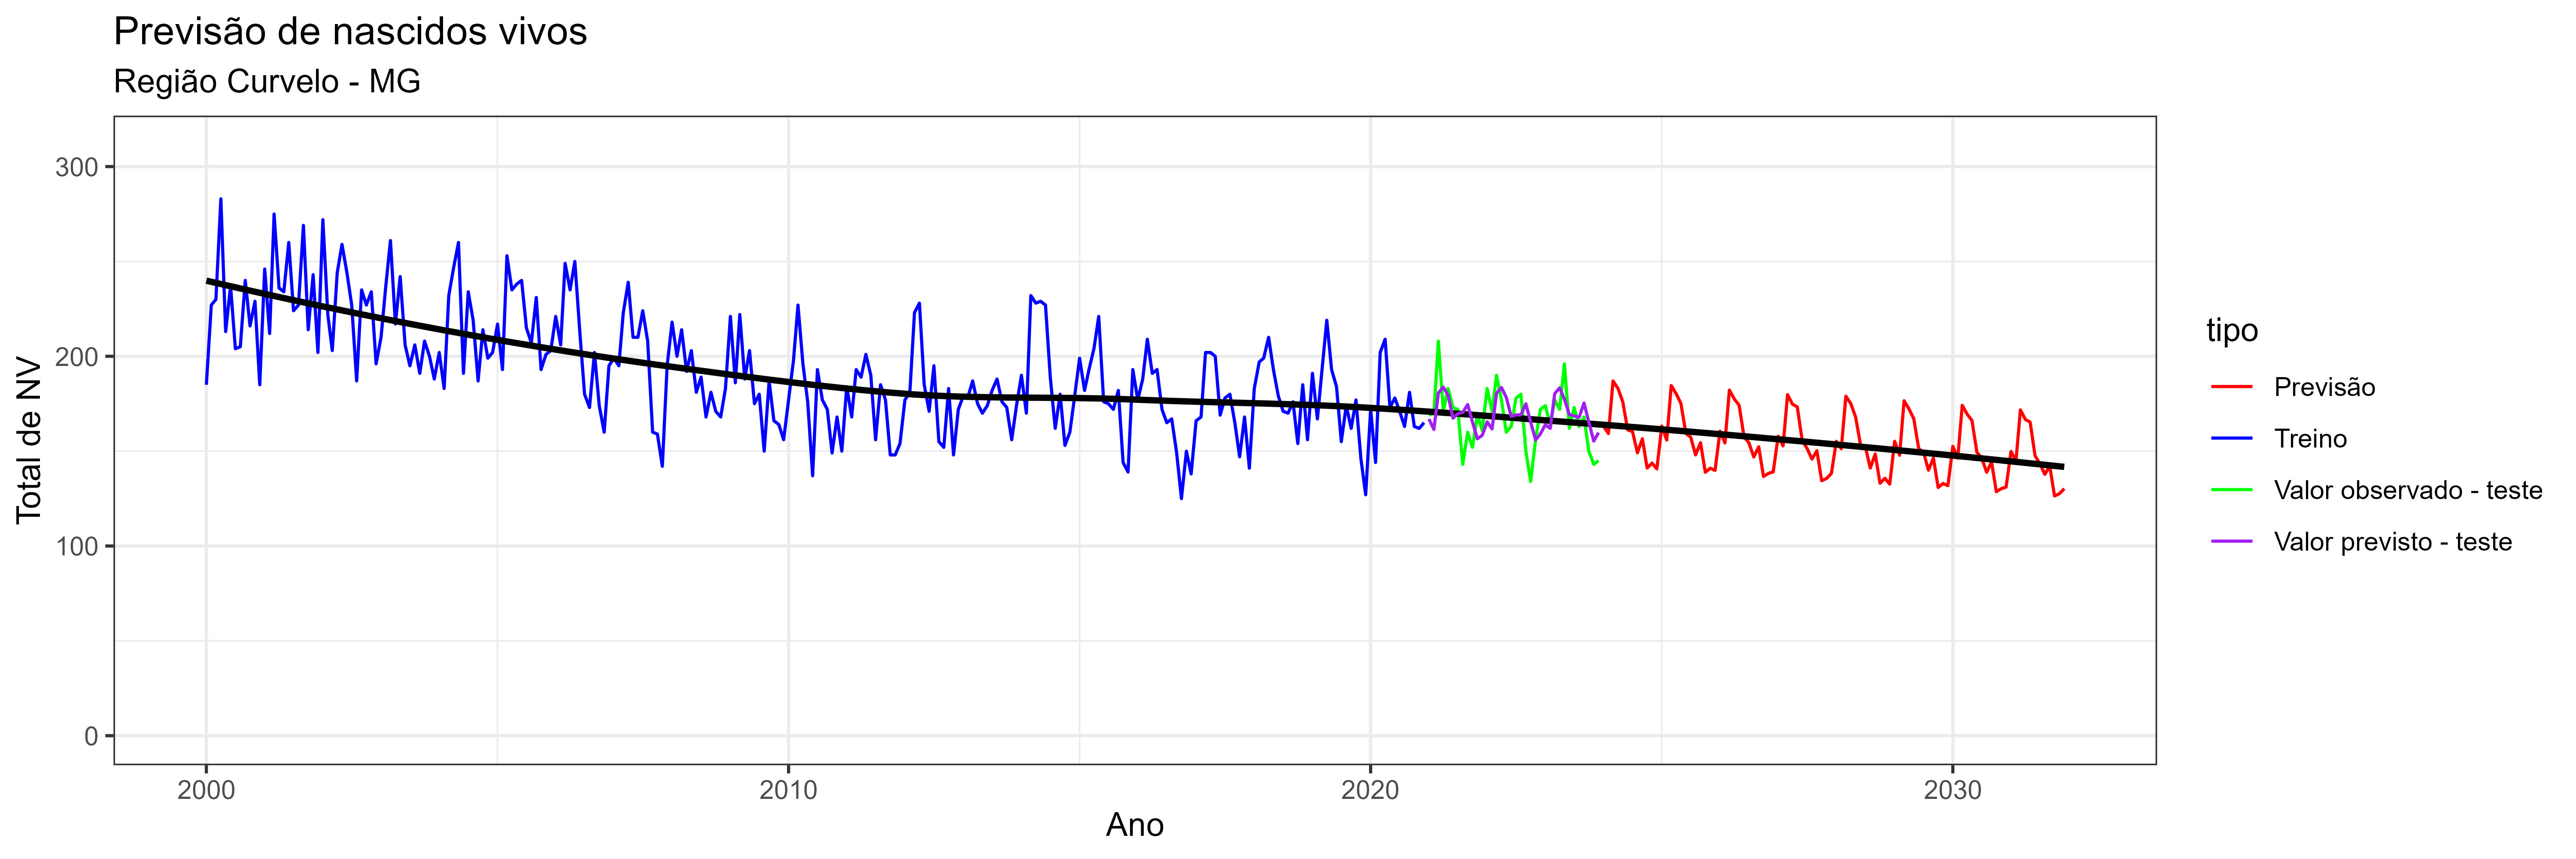 Previsão de nascidos vivos
Região Curvelo - MG
Total de NV
300
200
100
0
2000
2010
2020
2030
Ano
tipo
Previsão
Treino
Valor observado - teste
Valor previsto - teste